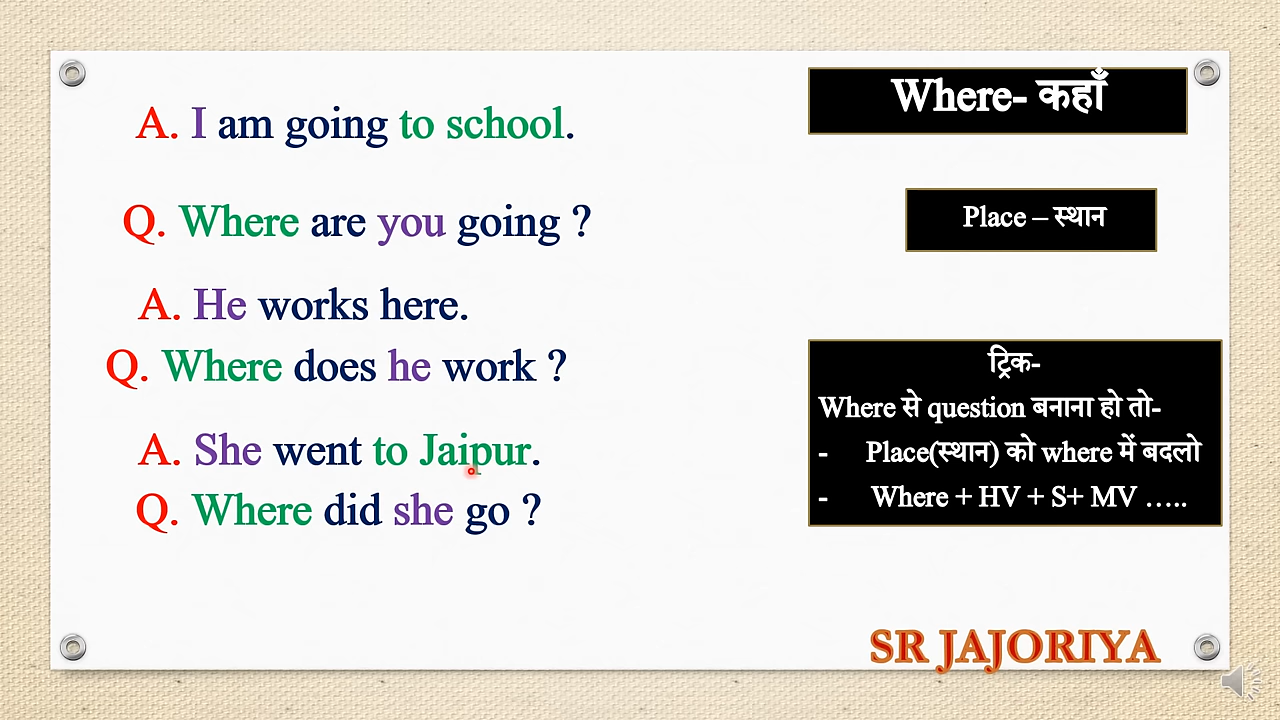 A. I am going to school.
Q. Where are you going ?
A. He works here.
Q. Where does he work ?
A. She went to Jaipur.
Q. Where did she go ?
Where- कहाँ
Place – स्थान
ट्रिक-
Where से question बनाना हो तो-
- Place(स्थान) को where में बदलो
- Where + HV + S+ MV …..
SR JAJORIYA